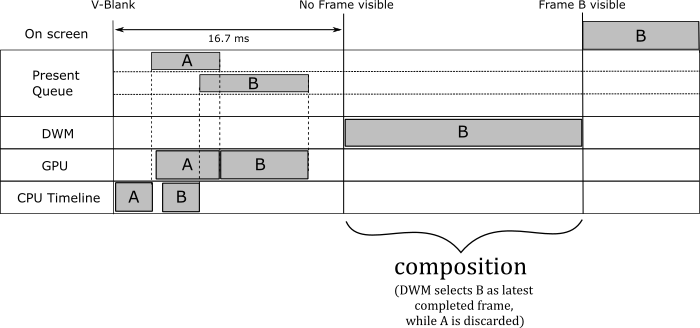 V-Blank No Frame visible Frame B visible
On screen 16.7 ms B
Present
Queue
A
B
DWM B
GPU A B
CPU Timeline A B
composition
(DWM selects B as latest
completed frame,
while A is discarded)